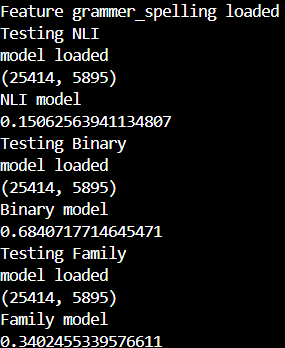 Feature grammer_spelling loaded
Testing NLI
model loaded
(25414, 5895)
NLI model
0.15062563941134807
Testing Binary
model loaded
(25414, 5895)
Binary model
0.6840717714645471
Testing Family
model loaded
(25414, 5895)
Family model
0.3402455339576611